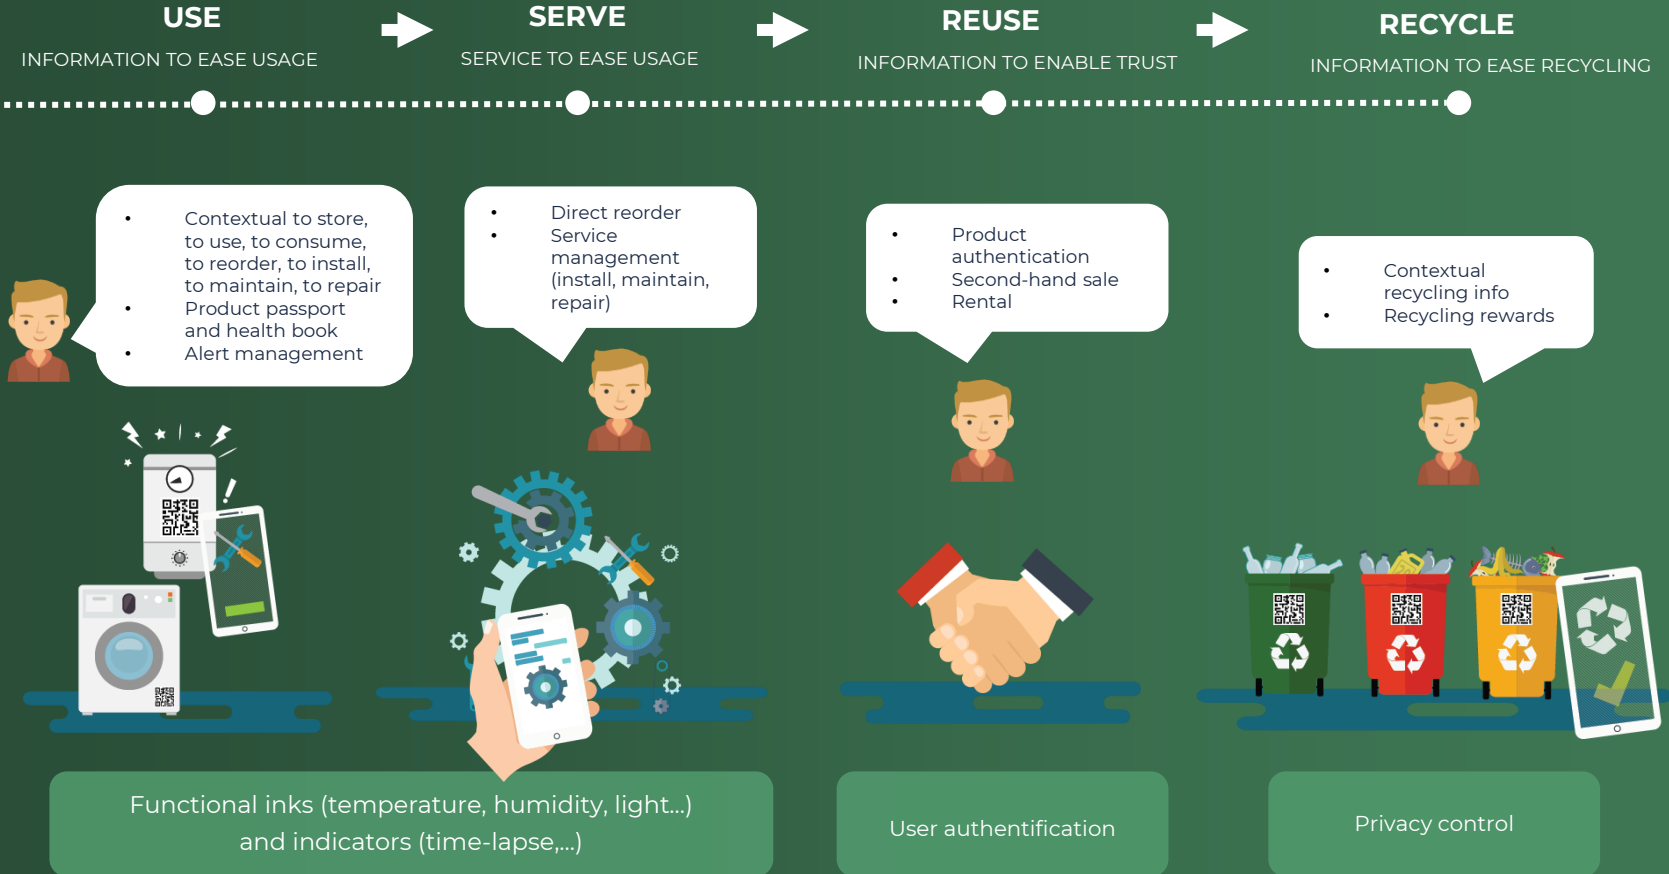 USE
INFORMATION TO EASE USAGE
SERVE
SERVICE TO EASE USAGE
REUSE
INFORMATION TO ENABLE TRUST
RECYCLE
INFORMATION TO EASE RECYCLING
• Contextual to store,
to use, to consume,
to reorder, to install,
to maintain, to repair
• Product passport
and health book
• Alert management
• Direct reorder
• Service
management
(install, maintain,
repair)
• Product
authentication
• Second-hand sale
• Rental
• Contextual
recycling info
• Recycling rewards
Functional inks (temperature, humidity, light...)
and indicators (time-lapse,...)
User authentification
Privacy control